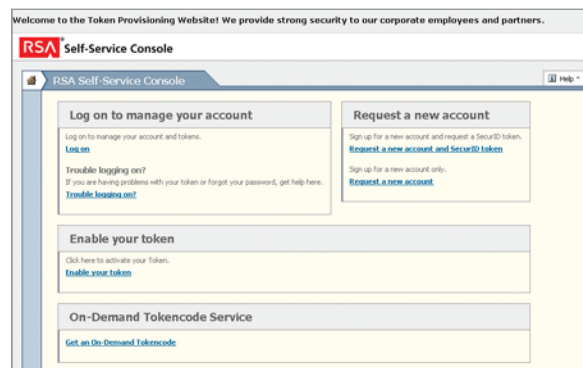 Welcome to the Token Provisioning Website! We provide strong security to our corporate employees and partners.
RSA Self-Service Console
RSA Self-Service Console
Help
Log on to manage your account
Log on to manage your account and tokens.
Log on
Trouble logging on?
If you are having problems with your token or forgot your password, get help here.
Trouble logging on?
Request a new account
Sign up for a new account and request a SecurID token.
Request a new account and SecurID token
Sign up for a new account only.
Request a new account
Enable your token
Click here to activate your Token.
Enable your token
On-Demand Tokencode Service
Get an On-Demand Tokencode